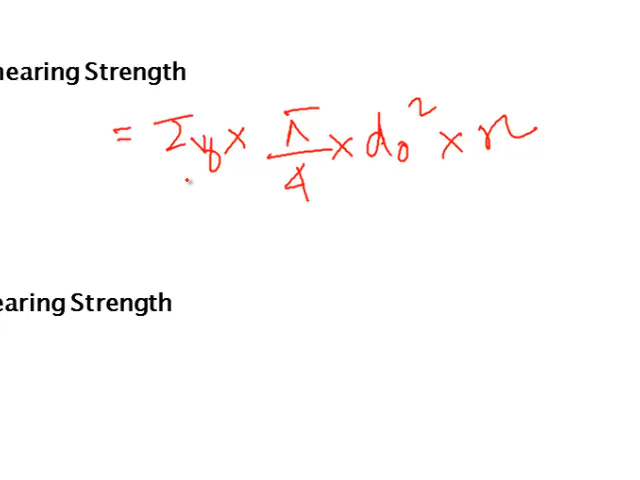 hearing Strength
= τvf × π/4 × d₀² × n
earing Strength